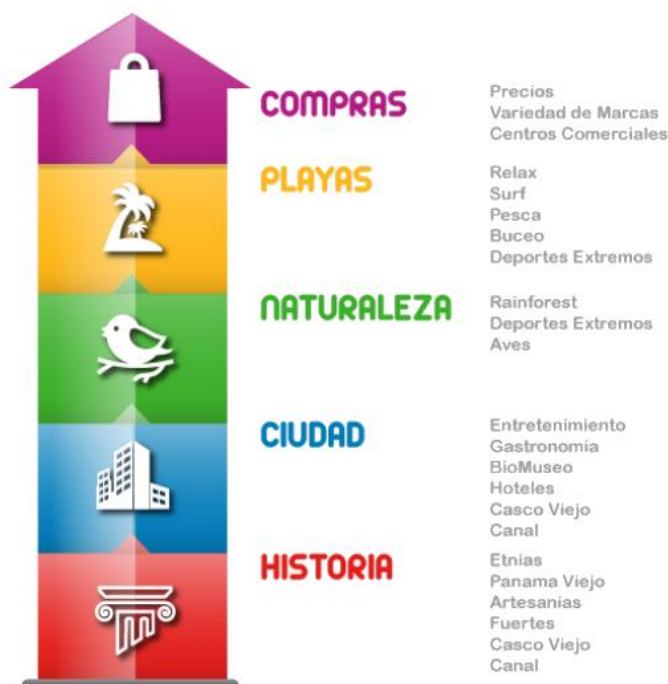 COMPRAS
Precios
Variedad de Marcas
Centros Comerciales
PLAYAS
Relax
Surf
Pesca
Buceo
Deportes Extremos
NATURALEZA
Rainforest
Deportes Extremos
Aves
CIUDAD
Entretenimiento
Gastronomía
BioMuseo
Hoteles
Casco Viejo
Canal
HISTORIA
Etnias
Panama Viejo
Artesanias
Fuertes
Casco Viejo
Canal